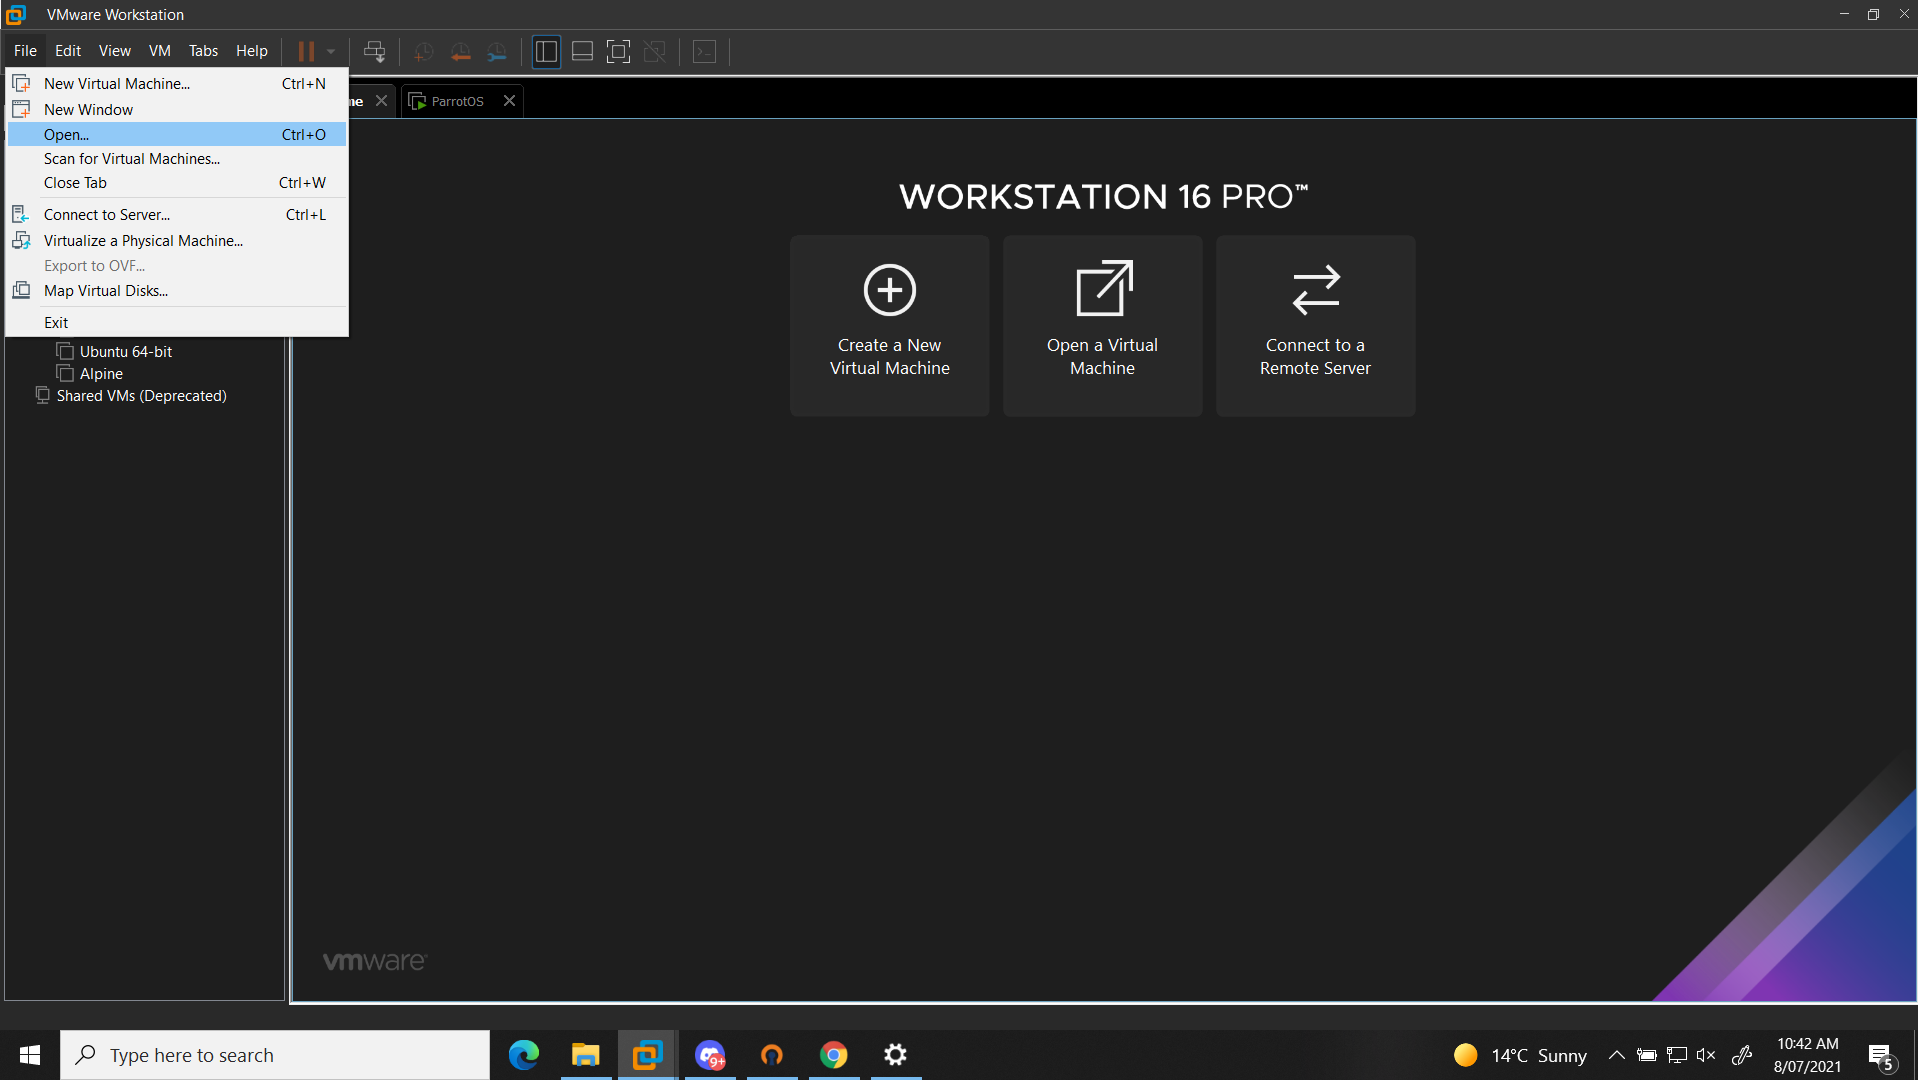 VMware Workstation
File Edit View VM Tabs Help
New Virtual Machine... Ctrl+N
New Window
Open... Ctrl+O
Scan for Virtual Machines...
Close Tab Ctrl+W
Connect to Server... Ctrl+L
Virtualize a Physical Machine...
Export to OVF...
Map Virtual Disks...
Exit
me
ParrotOS
Ubuntu 64-bit
Alpine
Shared VMs (Deprecated)
WORKSTATION 16 PRO™
Create a New
Virtual Machine
Open a Virtual
Machine
Connect to a
Remote Server
vmware
Type here to search
9+
14°C Sunny
10:42 AM
8/07/2021
5